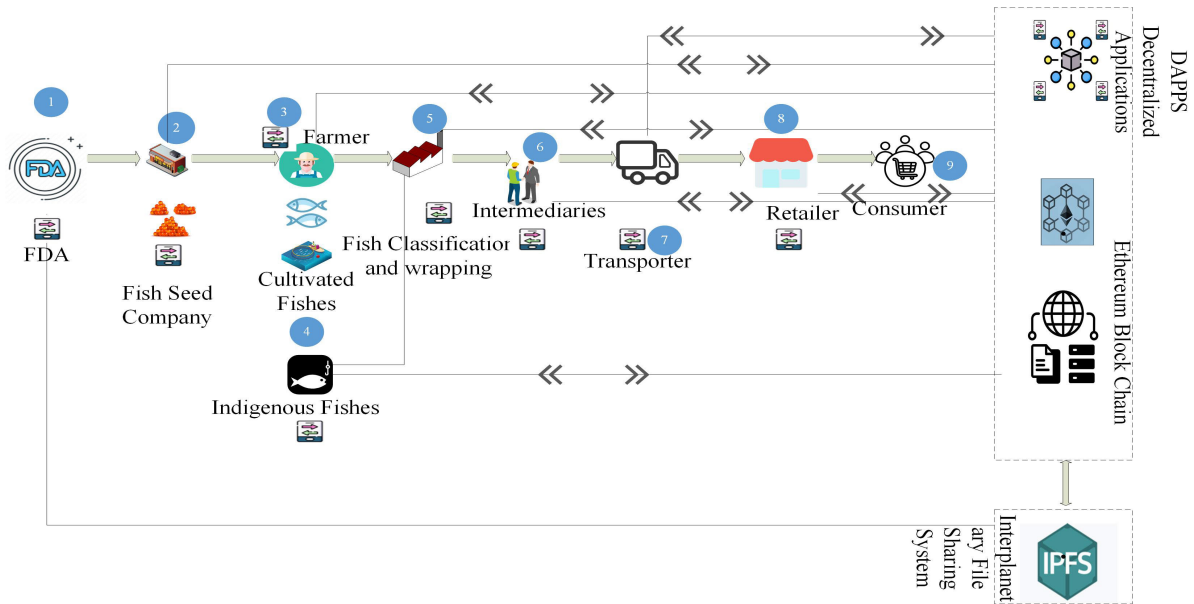 1
FDA
FDA
2
Fish Seed
Company
3
Farmer
Cultivated
Fishes
4
Indigenous Fishes
5
Fish Classification
and wrapping
6
Intermediaries
7
Transporter
8
Retailer
9
Consumer
DAPPS
Decentralized
Applications
Ethereum Block Chain
Interplanet
ary File
Sharing
System
IPFS